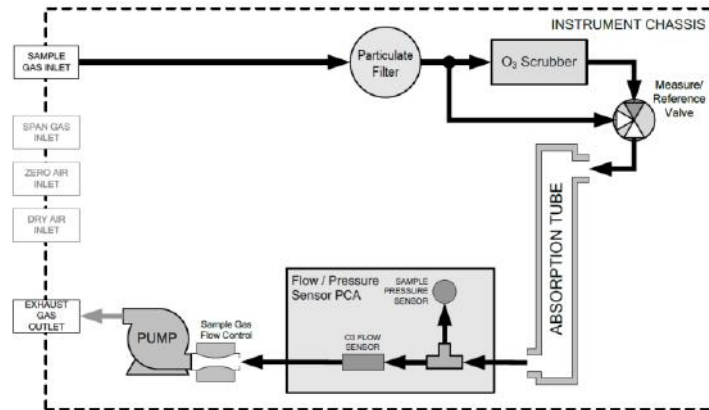 INSTRUMENT CHASSIS
SAMPLE
GAS INLET
Particulate
Filter
O3 Scrubber
Measure/
Reference
Valve
SPAN GAS
INLET
ZERO AIR
INLET
DRY AIR
INLET
ABSORPTION TUBE
Flow / Pressure
Sensor PCA
SAMPLE
PRESSURE
SENSOR
EXHAUST
GAS
OUTLET
PUMP
Sample Gas
Flow Control
O3 FLOW
SENSOR